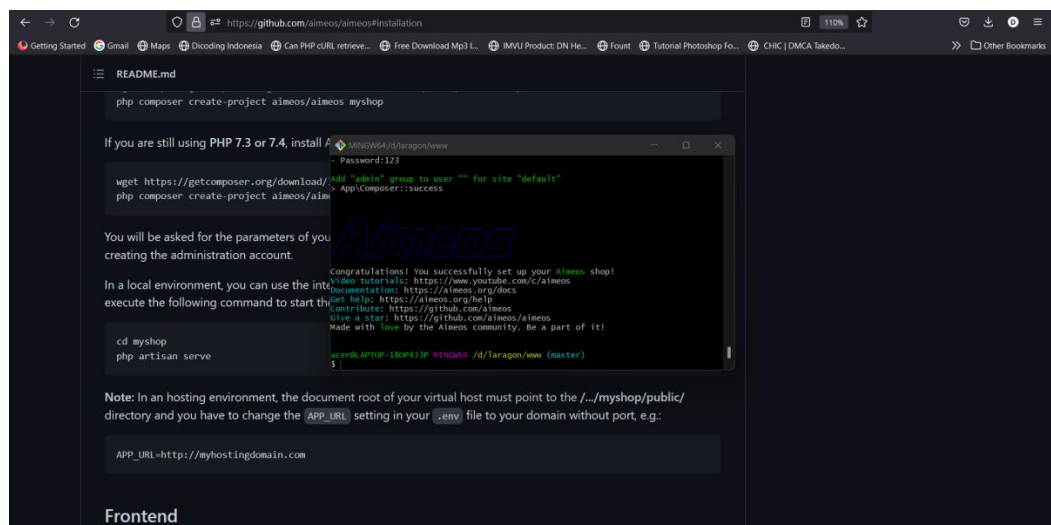 https://github.com/aimeos/aimeos#installation
110%
Getting Started
Gmail
Maps
Dicoding Indonesia
Can PHP cURL retrieve...
Free Download Mp3 L...
IMVU Product: DN He...
Fount
Tutorial Photoshop Fo...
CHIC | DMCA Takedo...
Other Bookmarks
README.md
php composer create-project aimeos/aimeos myshop
If you are still using PHP 7.3 or 7.4, install A
wget https://getcomposer.org/download/
php composer create-project aimeos/aim
You will be asked for the parameters of you
creating the administration account.
In a local environment, you can use the inte
execute the following command to start th
cd myshop
php artisan serve
MINGW64:/d/laragon/www
- Password:123
Add "admin" group to user "" for site "default"
> App\Composer::success
Aimeos
Congratulations! You successfully set up your Aimeos shop!
Video tutorials: https://www.youtube.com/c/aimeos
Documentation: https://aimeos.org/docs
Get help: https://aimeos.org/help
Contribute: https://github.com/aimeos
Give a star: https://github.com/aimeos/aimeos
Made with love by the Aimeos community. Be a part of it!
MINGW64 /d/laragon/www (master)
$
Note: In an hosting environment, the document root of your virtual host must point to the /.../myshop/public/
directory and you have to change the APP_URL setting in your .env file to your domain without port, e.g.:
APP_URL=http://myhostingdomain.com
Frontend